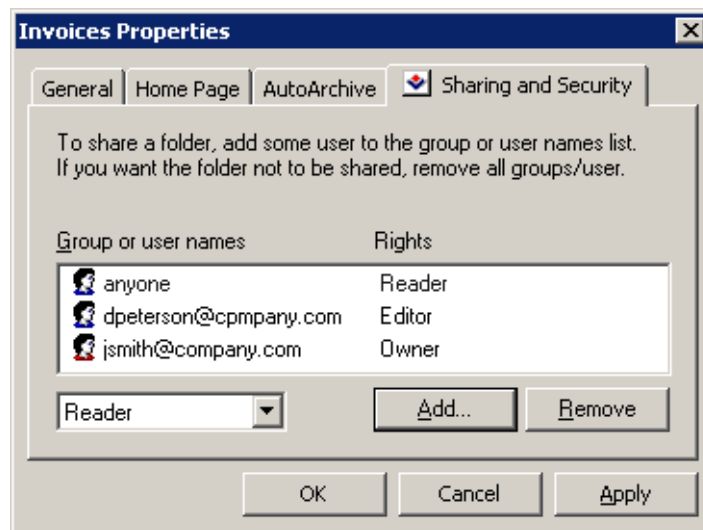 Invoices Properties
General Home Page AutoArchive Sharing and Security
To share a folder, add some user to the group or user names list.
If you want the folder not to be shared, remove all groups/user.
Group or user names Rights
anyone Reader
dpeterson@cpmpany.com Editor
jsmith@company.com Owner
Reader Add... Remove
OK Cancel Apply